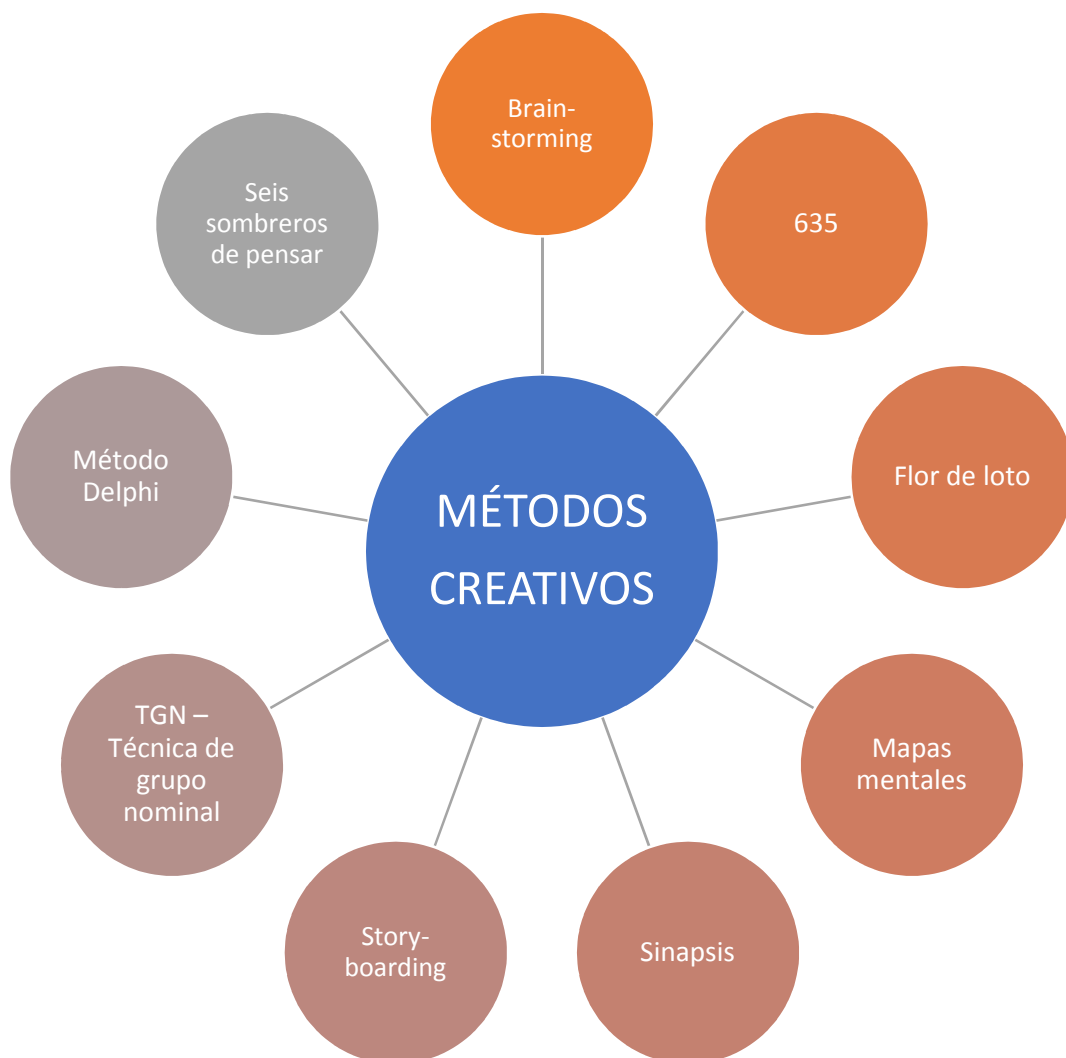 Brain-
storming
635
Flor de loto
Mapas
mentales
Sinapsis
Story-
boarding
TGN –
Técnica de
grupo
nominal
Método
Delphi
Seis
sombreros
de pensar
MÉTODOS
CREATIVOS